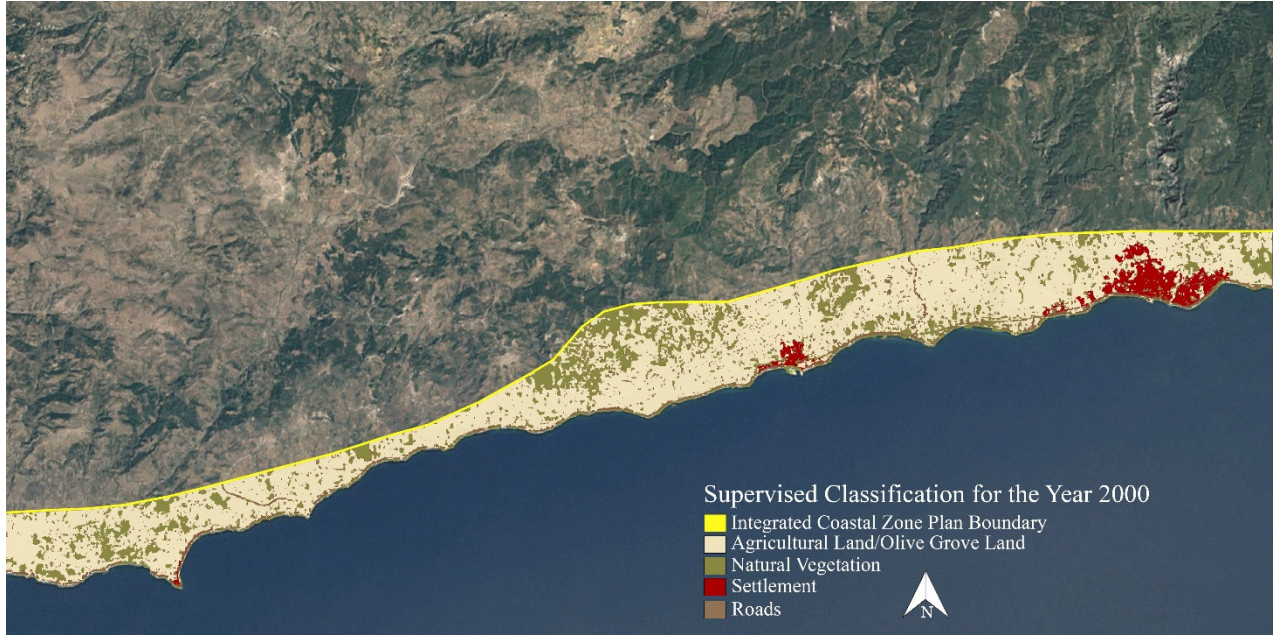 Supervised Classification for the Year 2000
Integrated Coastal Zone Plan Boundary
Agricultural Land/Olive Grove Land
Natural Vegetation
Settlement
Roads
N